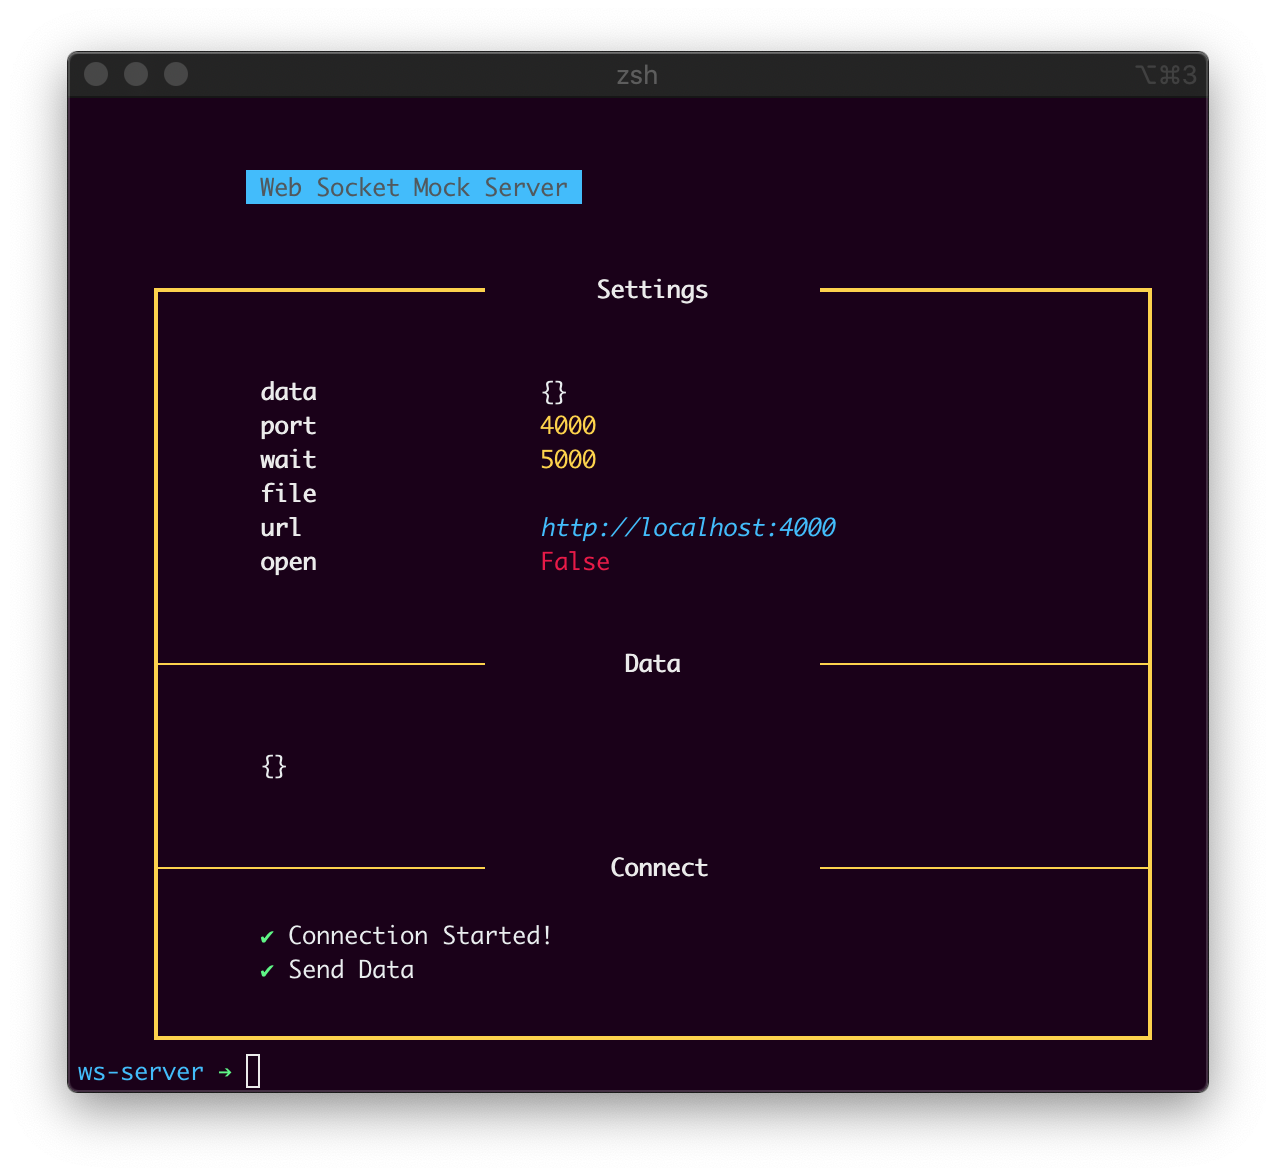 zsh
⌥⌘3
Web Socket Mock Server
Settings
data {}
port 4000
wait 5000
file
url http://localhost:4000
open False
Data
{}
Connect
✔ Connection Started!
✔ Send Data
ws-server ➜